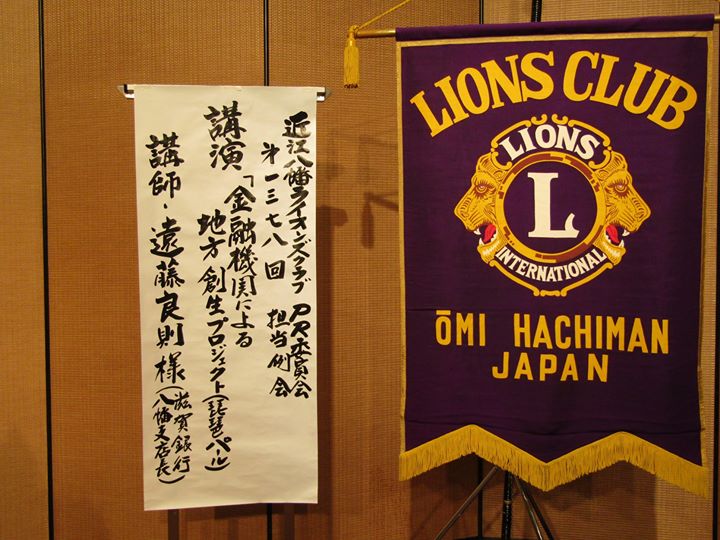 近江八幡ライオンズクラブ PR委員会
才一三七八回 担当例会
講演「金融機関による
地方創生プロジェクト(琵琶パール)
講師・遠藤良則様(滋賀銀行
八幡支店長)
LIONS CLUB
LIONS
L
INTERNATIONAL
ŌMI HACHIMAN
JAPAN